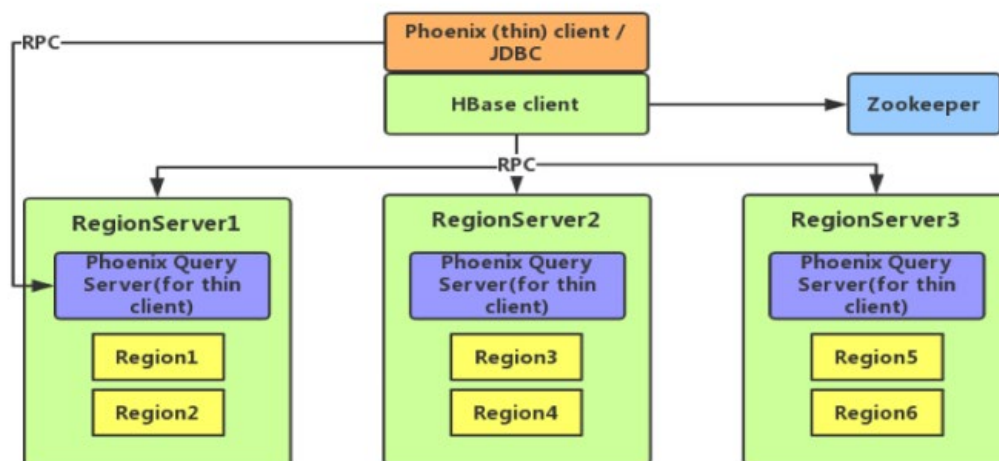 Phoenix (thin) client /
JDBC
RPC
HBase client
Zookeeper
RPC
RegionServer1
Phoenix Query
Server(for thin
client)
Region1
Region2
RegionServer2
Phoenix Query
Server(for thin
client)
Region3
Region4
RegionServer3
Phoenix Query
Server(for thin
client)
Region5
Region6